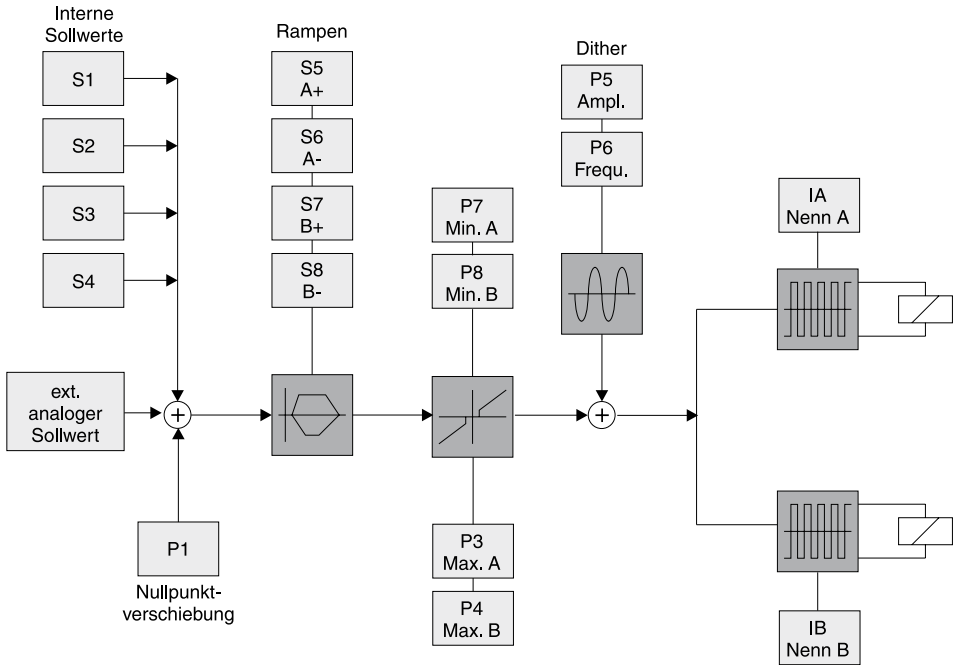 Interne
Sollwerte
S1
S2
S3
S4
ext.
analoger
Sollwert
P1
Nullpunkt-
verschiebung
Rampen
S5
A+
S6
A-
S7
B+
S8
B-
P7
Min. A
P8
Min. B
P3
Max. A
P4
Max. B
Dither
P5
Ampl.
P6
Frequ.
IA
Nenn A
IB
Nenn B